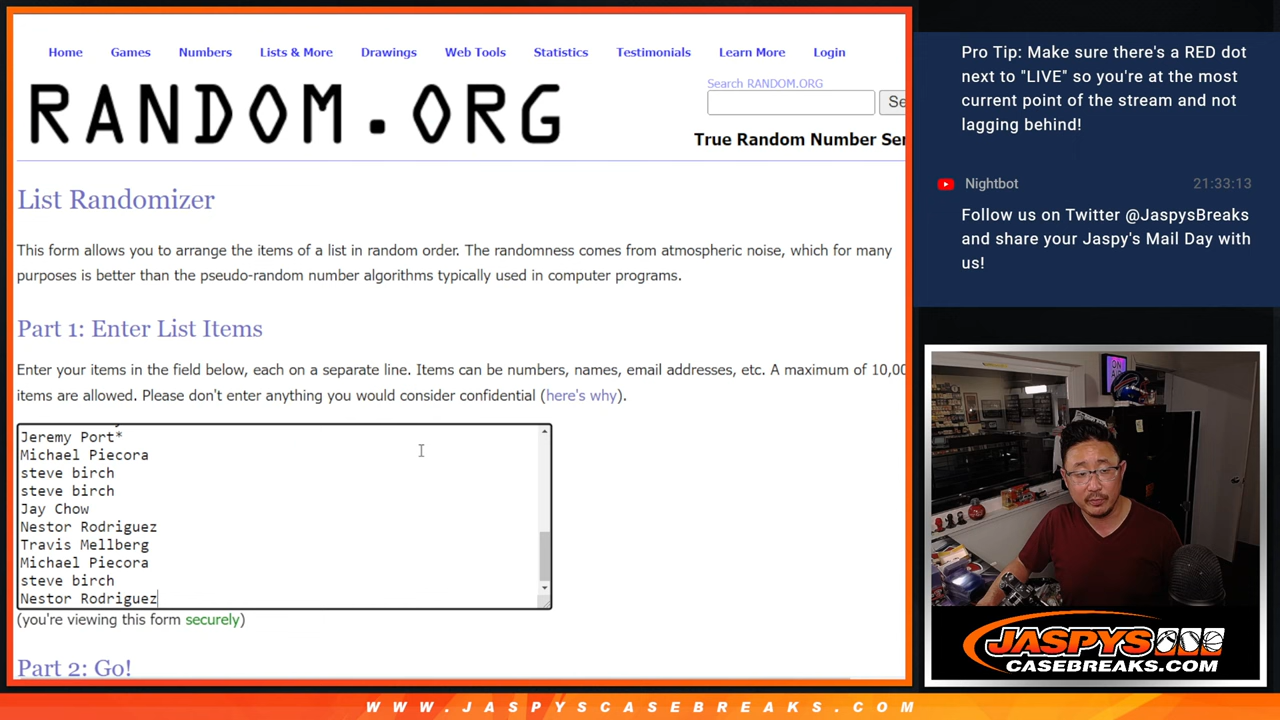 Home Games Numbers Lists & More Drawings Web Tools Statistics Testimonials Learn More Login
RANDOM.ORG
Search RANDOM.ORG
Se
True Random Number Ser
List Randomizer
This form allows you to arrange the items of a list in random order. The randomness comes from atmospheric noise, which for many
purposes is better than the pseudo-random number algorithms typically used in computer programs.
Part 1: Enter List Items
Enter your items in the field below, each on a separate line. Items can be numbers, names, email addresses, etc. A maximum of 10,00
items are allowed. Please don't enter anything you would consider confidential (here's why).
Jeremy Port*
Michael Piecora
steve birch
steve birch
Jay Chow
Nestor Rodriguez
Travis Mellberg
Michael Piecora
steve birch
Nestor Rodriguez
(you're viewing this form securely)
Part 2: Go!
Pro Tip: Make sure there's a RED dot
next to "LIVE" so you're at the most
current point of the stream and not
lagging behind!
Nightbot 21:33:13
Follow us on Twitter @JaspysBreaks
and share your Jaspy's Mail Day with
us!
JASPYS
CASEBREAKS.COM
WWW.JASPYSCASEBREAKS.COM